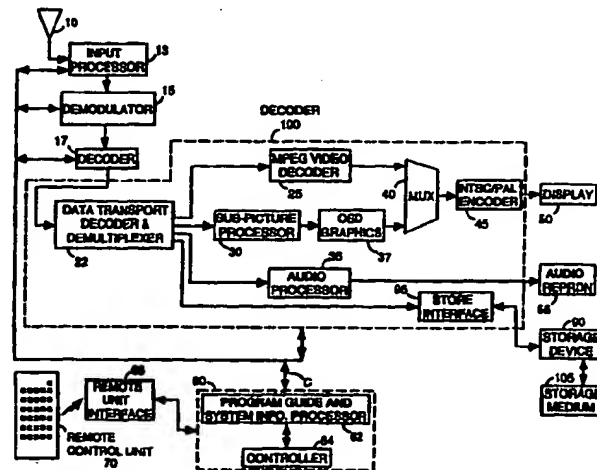 10
INPUT
PROCESSOR
13
DEMODULATOR
15
17
DECODER
DECODER
100
MPEG VIDEO
DECODER
25
40
MUX
NTSC/PAL
ENCODER
45
DISPLAY
50
DATA TRANSPORT
DECODER &
DEMULTIPLEXER
22
SUB-PICTURE
PROCESSOR
30
OSD
GRAPHICS
37
AUDIO
PROCESSOR
35
95
STORE
INTERFACE
AUDIO
REPRDN
55
90
STORAGE
DEVICE
105
STORAGE
MEDIUM
C
60
PROGRAM GUIDE AND
SYSTEM INFO. PROCESSOR
62
CONTROLLER
64
REMOTE
UNIT
INTERFACE
65
REMOTE
CONTROL UNIT
70